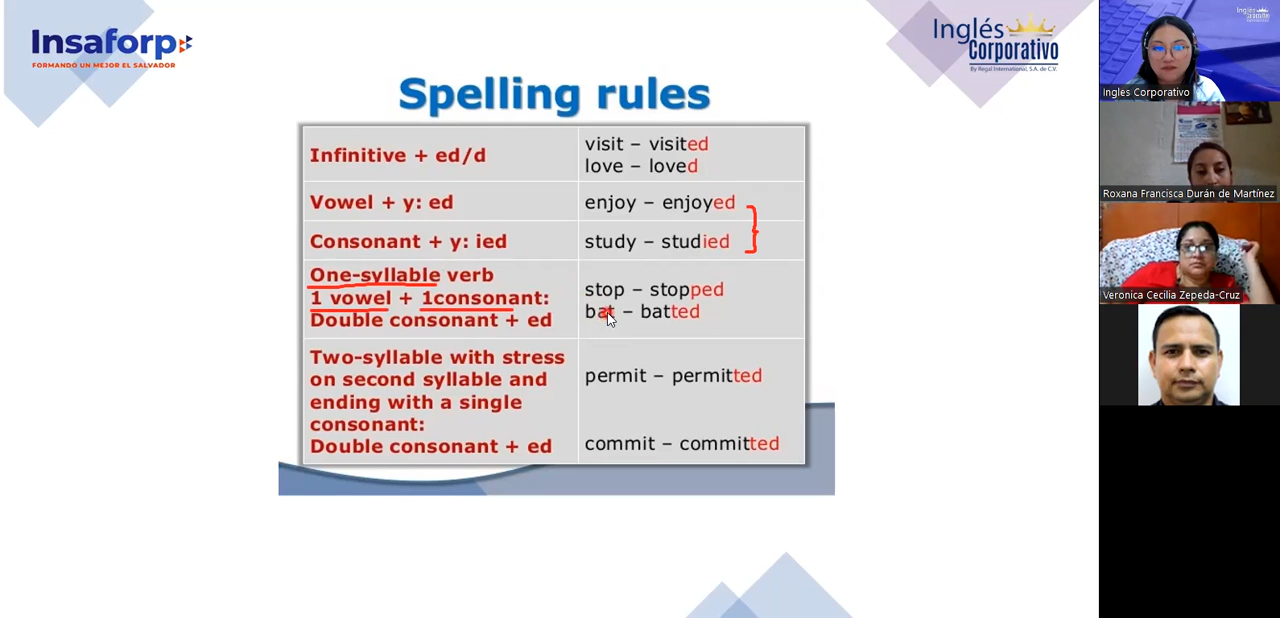 Insaforp
FORMANDO UN MEJOR EL SALVADOR
Inglés
Corporativo
By Regal International, S.A. de C.V.
Spelling rules
Infinitive + ed/d
visit – visited
love – loved
Vowel + y: ed
enjoy – enjoyed
Consonant + y: ied
study – studied
One-syllable verb
1 vowel + 1consonant:
Double consonant + ed
stop – stopped
bat – batted
Two-syllable with stress
on second syllable and
ending with a single
consonant:
Double consonant + ed
permit – permitted
commit – committed
Inglés
Corporativo
Ingles Corporativo
Roxana Francisca Durán de Martínez
Veronica Cecilia Zepeda-Cruz